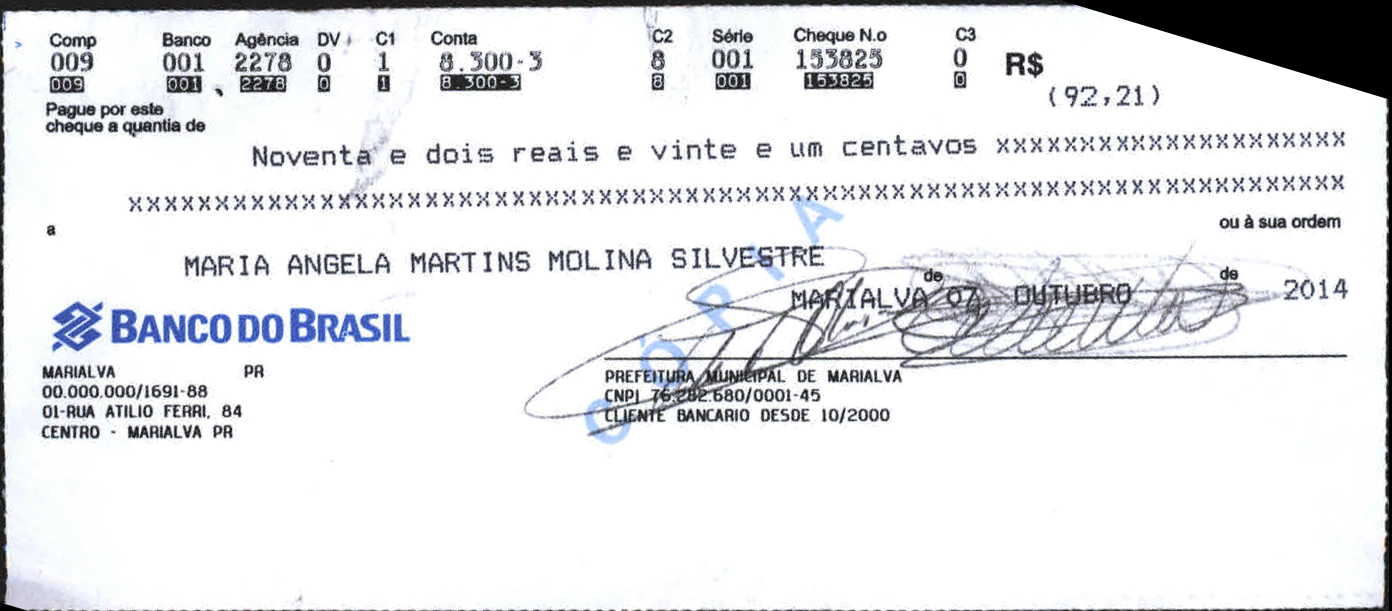 Comp Banco Agência DV C1 Conta C2 Série Cheque N.o C3
009 001 2278 0 1 8.300-3 8 001 153825 0 R$
009 001 2278 0 1 8.300-3 8 001 153825 0
(92,21)
Pague por este
cheque a quantia de
Noventa e dois reais e vinte e um centavos xxxxxxxxxxxxxxxxxxxx
xxxxxxxxxxxxxxxxxxxxxxxxxxxxxxxxxxxxxxxxxxxxxxxxxxxxxxxxxxxxxxxxxxxxx
a ou à sua ordem
MARIA ANGELA MARTINS MOLINA SILVESTRE
de de
MARIALVA 07 OUTUBRO 2014
BANCO DO BRASIL
CÓPIA
MARIALVA PR
00.000.000/1691-88
01-RUA ATILIO FERRI, 84
CENTRO - MARIALVA PR
PREFEITURA MUNICIPAL DE MARIALVA
CNPJ 76.282.680/0001-45
CLIENTE BANCARIO DESDE 10/2000